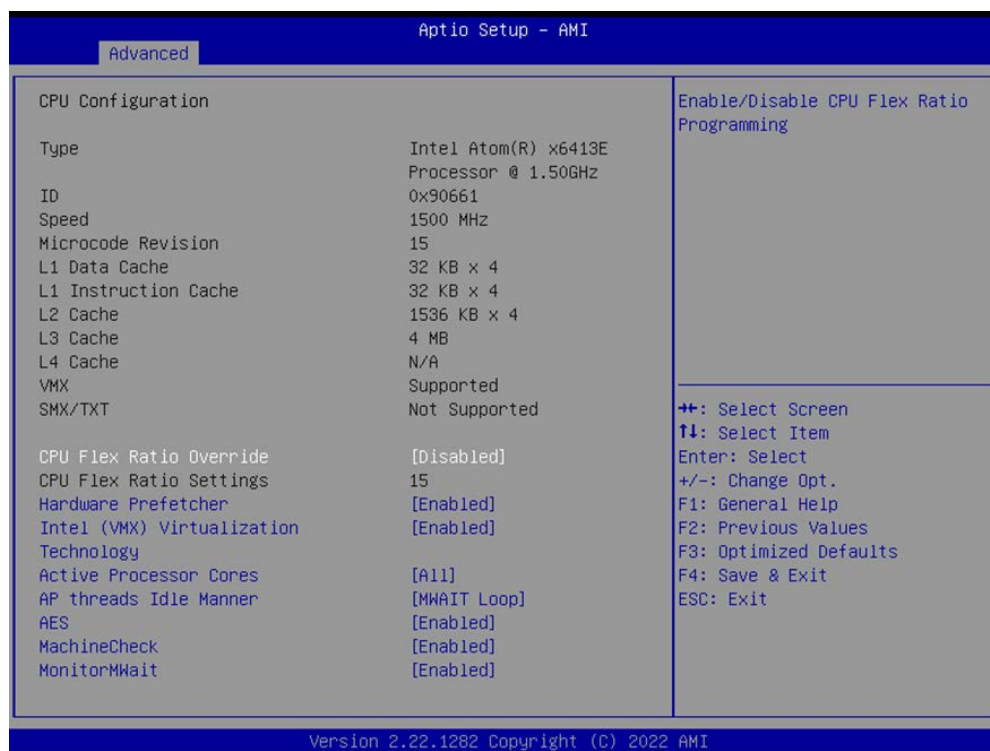 Aptio Setup – AMI
Advanced
CPU Configuration
Type Intel Atom(R) x6413E
Processor @ 1.50GHz
ID 0x90661
Speed 1500 MHz
Microcode Revision 15
L1 Data Cache 32 KB x 4
L1 Instruction Cache 32 KB x 4
L2 Cache 1536 KB x 4
L3 Cache 4 MB
L4 Cache N/A
VMX Supported
SMX/TXT Not Supported
CPU Flex Ratio Override [Disabled]
CPU Flex Ratio Settings 15
Hardware Prefetcher [Enabled]
Intel (VMX) Virtualization [Enabled]
Technology
Active Processor Cores [All]
AP threads Idle Manner [MWAIT Loop]
AES [Enabled]
MachineCheck [Enabled]
MonitorMWait [Enabled]
Enable/Disable CPU Flex Ratio
Programming
→←: Select Screen
↑↓: Select Item
Enter: Select
+/-: Change Opt.
F1: General Help
F2: Previous Values
F3: Optimized Defaults
F4: Save & Exit
ESC: Exit
Version 2.22.1282 Copyright (C) 2022 AMI